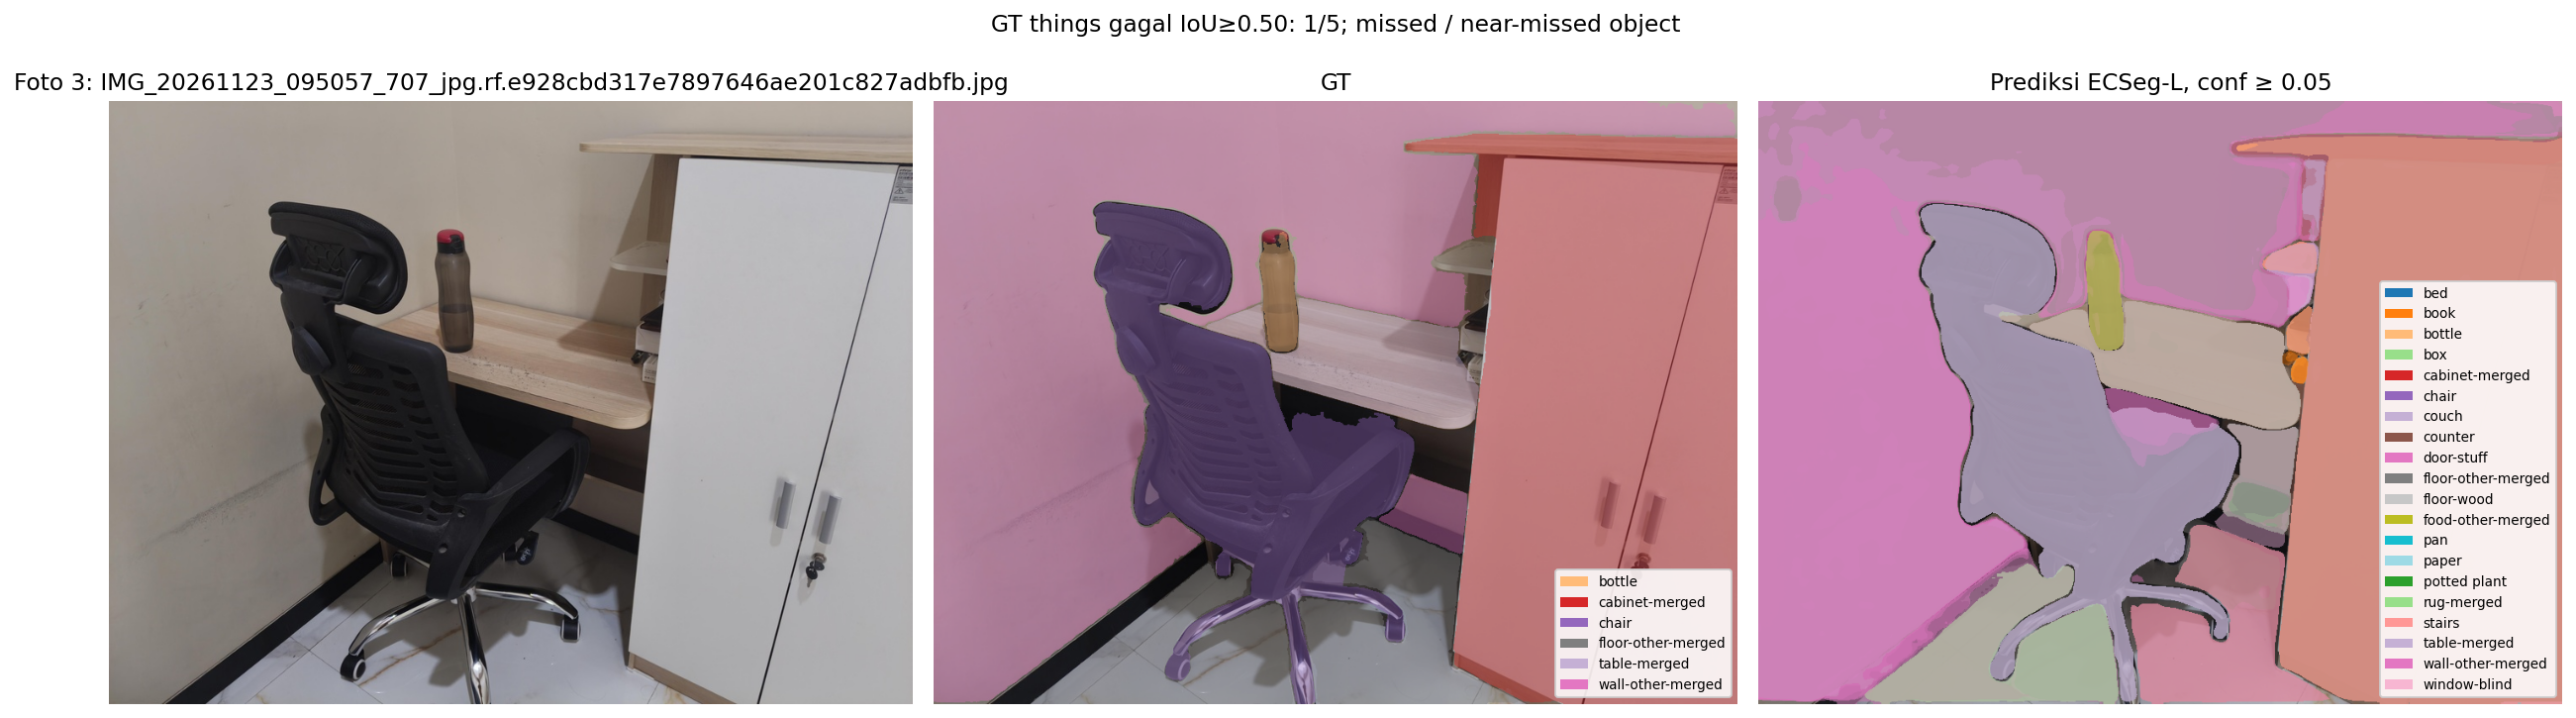 GT things gagal IoU≥0.50: 1/5; missed / near-missed object
Foto 3: IMG_20261123_095057_707_jpg.rf.e928cbd317e7897646ae201c827adbfb.jpg
GT
Prediksi ECSeg-L, conf ≥ 0.05
bottle
cabinet-merged
chair
floor-other-merged
table-merged
wall-other-merged
bed
book
bottle
box
cabinet-merged
chair
couch
counter
door-stuff
floor-other-merged
floor-wood
food-other-merged
pan
paper
potted plant
rug-merged
stairs
table-merged
wall-other-merged
window-blind